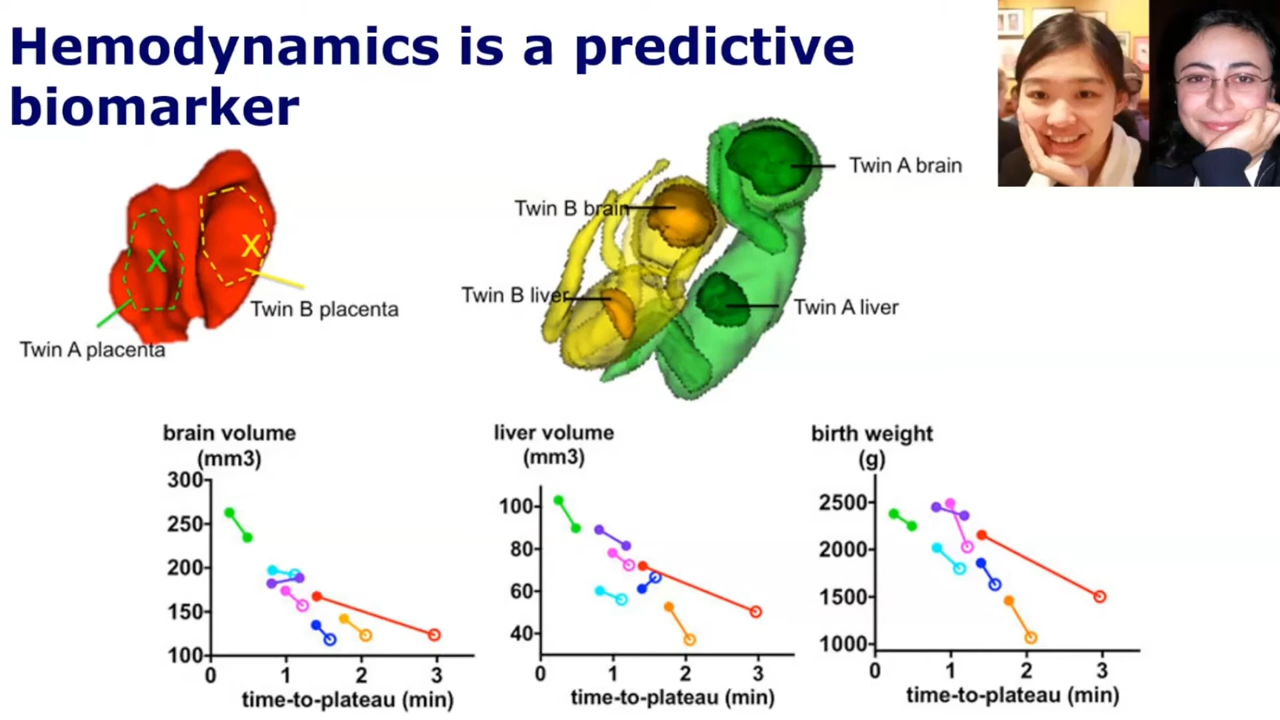 Hemodynamics is a predictive
biomarker
Twin A brain
Twin B brain
Twin B liver
Twin A liver
X
X
Twin B placenta
Twin A placenta
brain volume
(mm3)
300
250
200
150
100
0
1
2
3
time-to-plateau (min)
liver volume
(mm3)
100
80
60
40
0
1
2
3
time-to-plateau (min)
birth weight
(g)
2500
2000
1500
1000
0
1
2
3
time-to-plateau (min)